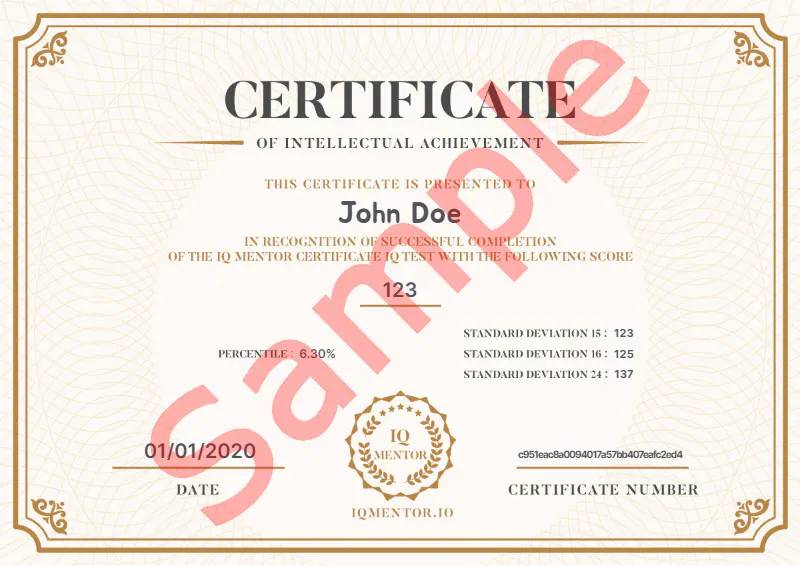 CERTIFICATE
OF INTELLECTUAL ACHIEVEMENT
THIS CERTIFICATE IS PRESENTED TO
John Doe
IN RECOGNITION OF SUCCESSFUL COMPLETION
OF THE IQ MENTOR CERTIFICATE IQ TEST WITH THE FOLLOWING SCORE
123
STANDARD DEVIATION 15 : 123
PERCENTILE : 6.30%
STANDARD DEVIATION 16 : 125
STANDARD DEVIATION 24 : 137
Sample
IQ
MENTOR
01/01/2020
c951eac8a0094017a57bb407eafc2ed4
DATE
CERTIFICATE NUMBER
IQMENTOR.IO